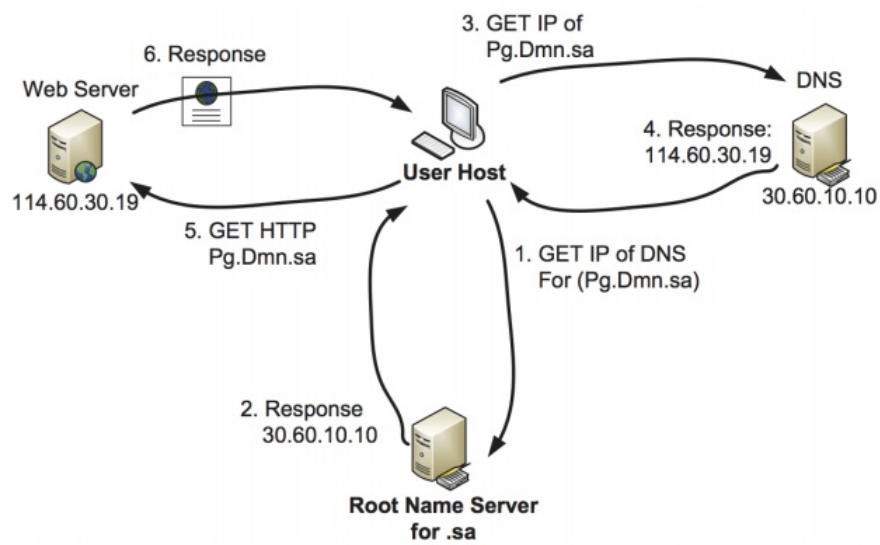 3. GET IP of
Pg.Dmn.sa
6. Response
Web Server
DNS
4. Response:
114.60.30.19
User Host
114.60.30.19
30.60.10.10
5. GET HTTP
Pg.Dmn.sa
1. GET IP of DNS
For (Pg.Dmn.sa)
2. Response
30.60.10.10
Root Name Server
for .sa